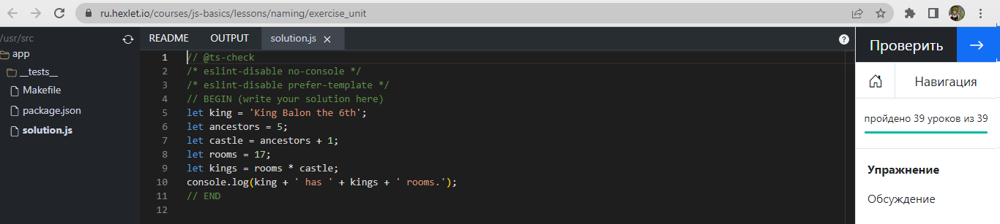 ru.hexlet.io/courses/js-basics/lessons/naming/exercise_unit
/usr/src
app
__tests__
Makefile
package.json
solution.js
README OUTPUT solution.js
1 // @ts-check
2 /* eslint-disable no-console */
3 /* eslint-disable prefer-template */
4 // BEGIN (write your solution here)
5 let king = 'King Balon the 6th';
6 let ancestors = 5;
7 let castle = ancestors + 1;
8 let rooms = 17;
9 let kings = rooms * castle;
10 console.log(king + ' has ' + kings + ' rooms.');
11 // END
12
Проверить
Навигация
пройдено 39 уроков из 39
Упражнение
Обсуждение